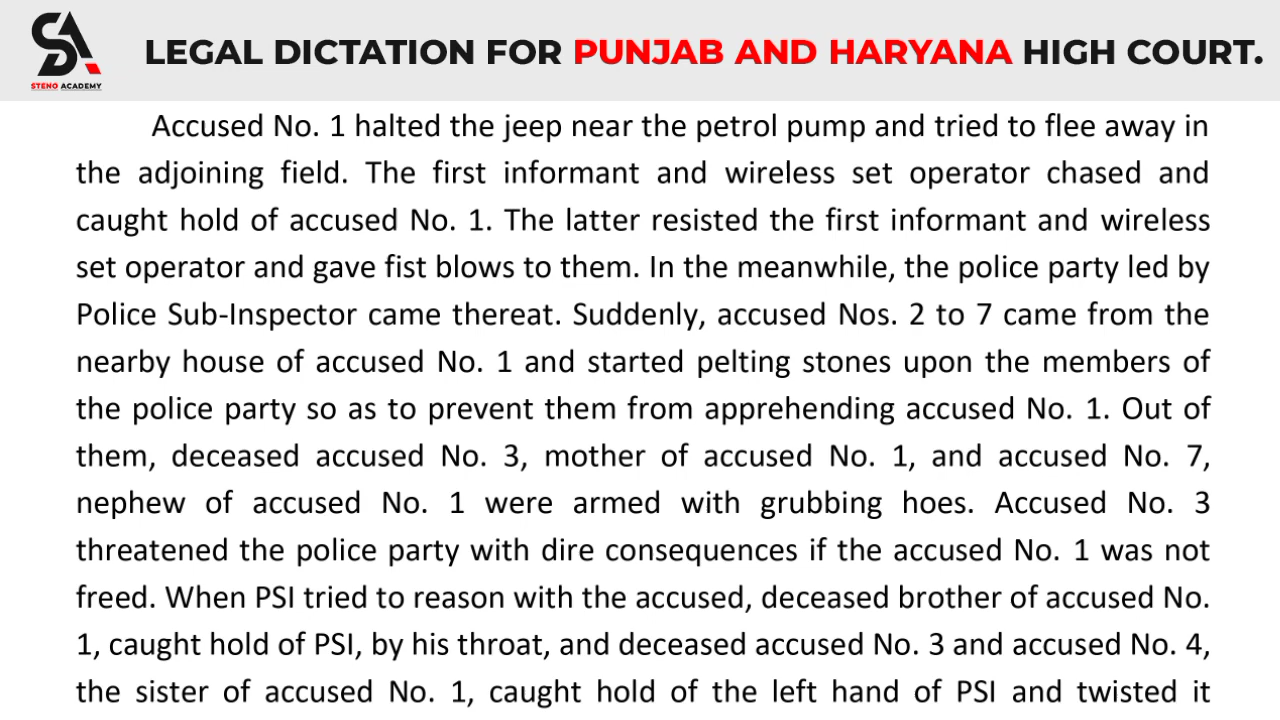 LEGAL DICTATION FOR PUNJAB AND HARYANA HIGH COURT.
STENO ACADEMY
Accused No. 1 halted the jeep near the petrol pump and tried to flee away in
the adjoining field. The first informant and wireless set operator chased and
caught hold of accused No. 1. The latter resisted the first informant and wireless
set operator and gave fist blows to them. In the meanwhile, the police party led by
Police Sub-Inspector came thereat. Suddenly, accused Nos. 2 to 7 came from the
nearby house of accused No. 1 and started pelting stones upon the members of
the police party so as to prevent them from apprehending accused No. 1. Out of
them, deceased accused No. 3, mother of accused No. 1, and accused No. 7,
nephew of accused No. 1 were armed with grubbing hoes. Accused No. 3
threatened the police party with dire consequences if the accused No. 1 was not
freed. When PSI tried to reason with the accused, deceased brother of accused No.
1, caught hold of PSI, by his throat, and deceased accused No. 3 and accused No. 4,
the sister of accused No. 1, caught hold of the left hand of PSI and twisted it